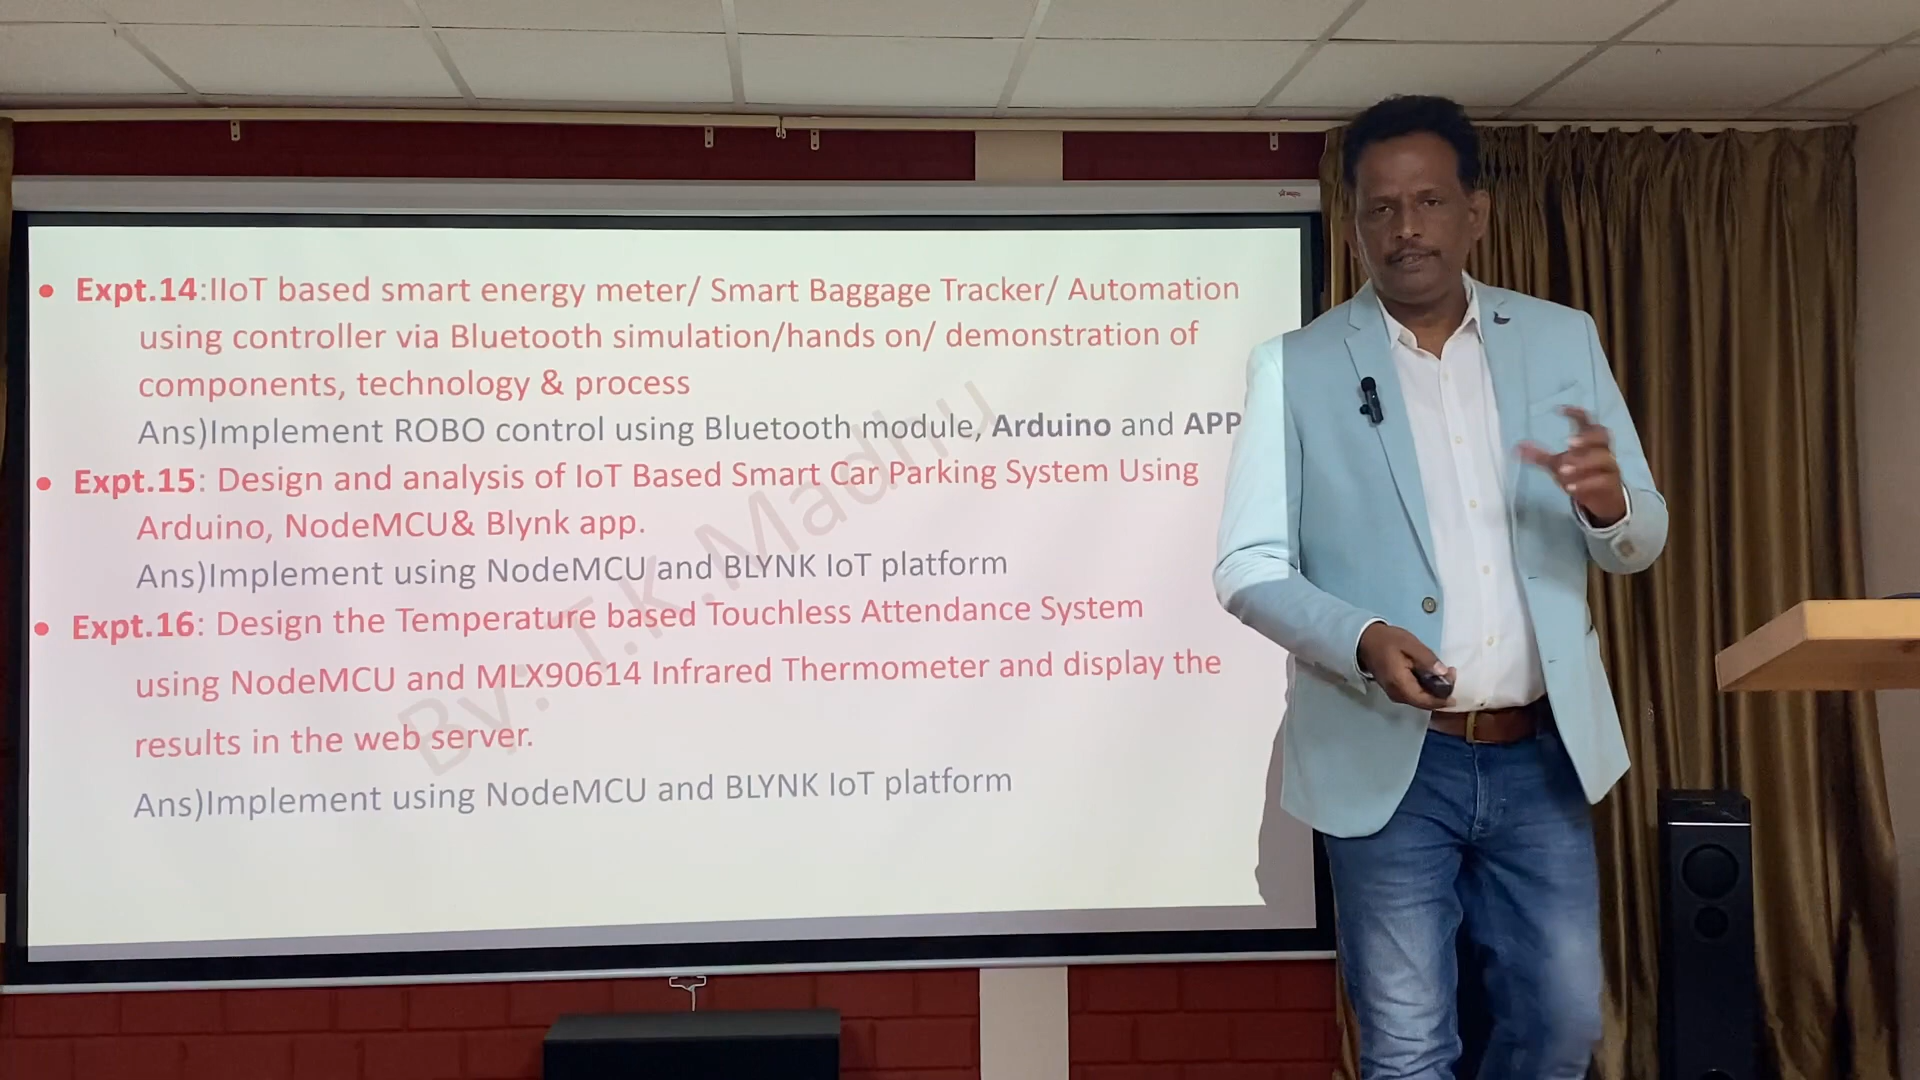 • Expt.14:IIoT based smart energy meter/ Smart Baggage Tracker/ Automation
using controller via Bluetooth simulation/hands on/ demonstration of
components, technology & process
Ans)Implement ROBO control using Bluetooth module, Arduino and APP
• Expt.15: Design and analysis of IoT Based Smart Car Parking System Using
Arduino, NodeMCU& Blynk app.
Ans)Implement using NodeMCU and BLYNK IoT platform
• Expt.16: Design the Temperature based Touchless Attendance System
using NodeMCU and MLX90614 Infrared Thermometer and display the
results in the web server.
Ans)Implement using NodeMCU and BLYNK IoT platform
By: T.K.Madhu